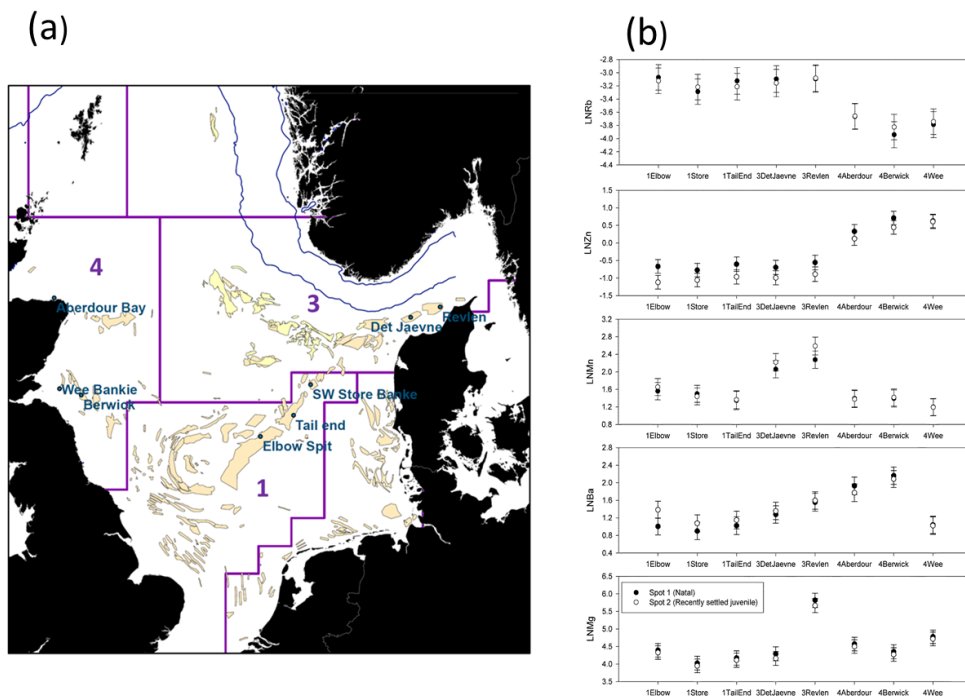 (a)
4
3
1
Aberdour Bay
Revlen
Det Jaevne
Wee Bankie
Berwick
SW Store Banke
Tail end
Elbow Spit
(b)
LNRb
-2.8
-3.0
-3.2
-3.4
-3.6
-3.8
-4.0
-4.2
-4.4
1Elbow 1Store 1TailEnd 3DetJaevne 3Revlen 4Aberdour 4Berwick 4Wee
LNZn
1.5
1.0
0.5
0.0
-0.5
-1.0
-1.5
1Elbow 1Store 1TailEnd 3DetJaevne 3Revlen 4Aberdour 4Berwick 4Wee
LNMn
3.2
2.8
2.4
2.0
1.6
1.2
0.8
1Elbow 1Store 1TailEnd 3DetJaevne 3Revlen 4Aberdour 4Berwick 4Wee
LNBa
2.8
2.4
2.0
1.6
1.2
0.8
0.4
1Elbow 1Store 1TailEnd 3DetJaevne 3Revlen 4Aberdour 4Berwick 4Wee
LNMg
6.5
6.0
5.5
5.0
4.5
4.0
3.5
Spot 1 (Natal)
Spot 2 (Recently settled juvenile)
1Elbow 1Store 1TailEnd 3DetJaevne 3Revlen 4Aberdour 4Berwick 4Wee